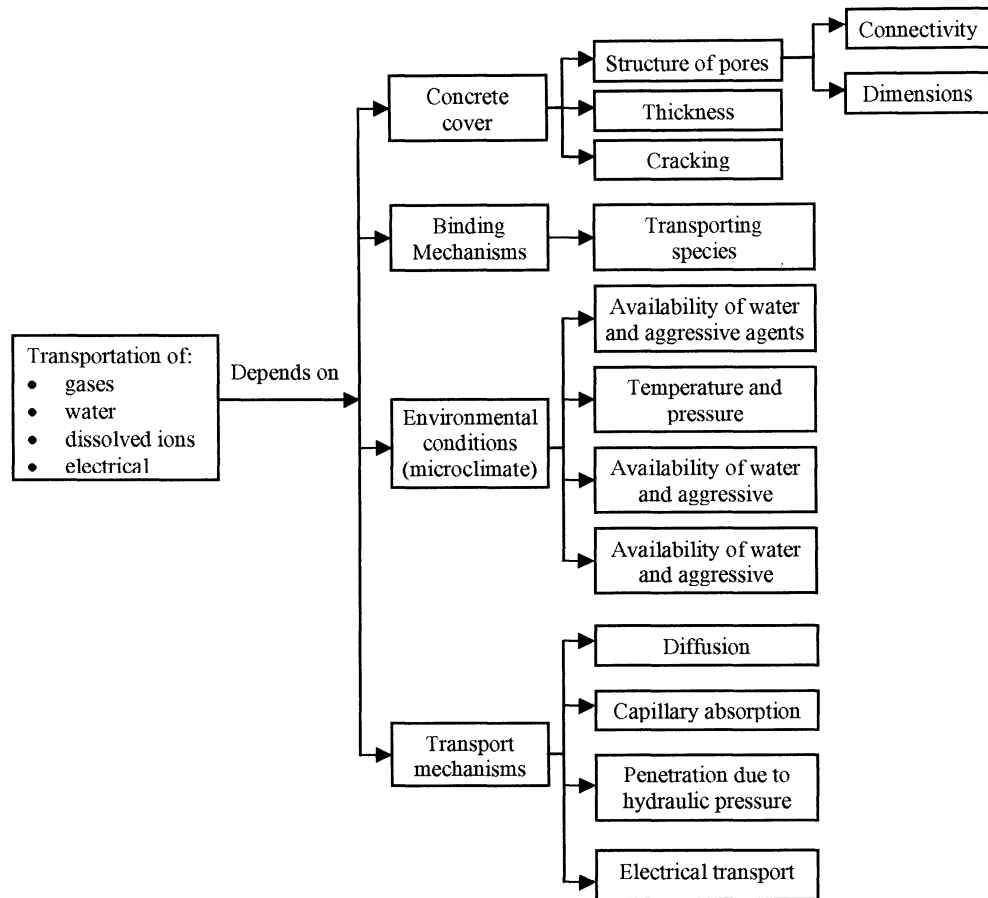 Transportation of:
• gases
• water
• dissolved ions
• electrical
Depends on
Concrete
cover
Structure of pores
Connectivity
Dimensions
Thickness
Cracking
Binding
Mechanisms
Transporting
species
Environmental
conditions
(microclimate)
Availability of water
and aggressive agents
Temperature and
pressure
Availability of water
and aggressive
Availability of water
and aggressive
Transport
mechanisms
Diffusion
Capillary absorption
Penetration due to
hydraulic pressure
Electrical transport